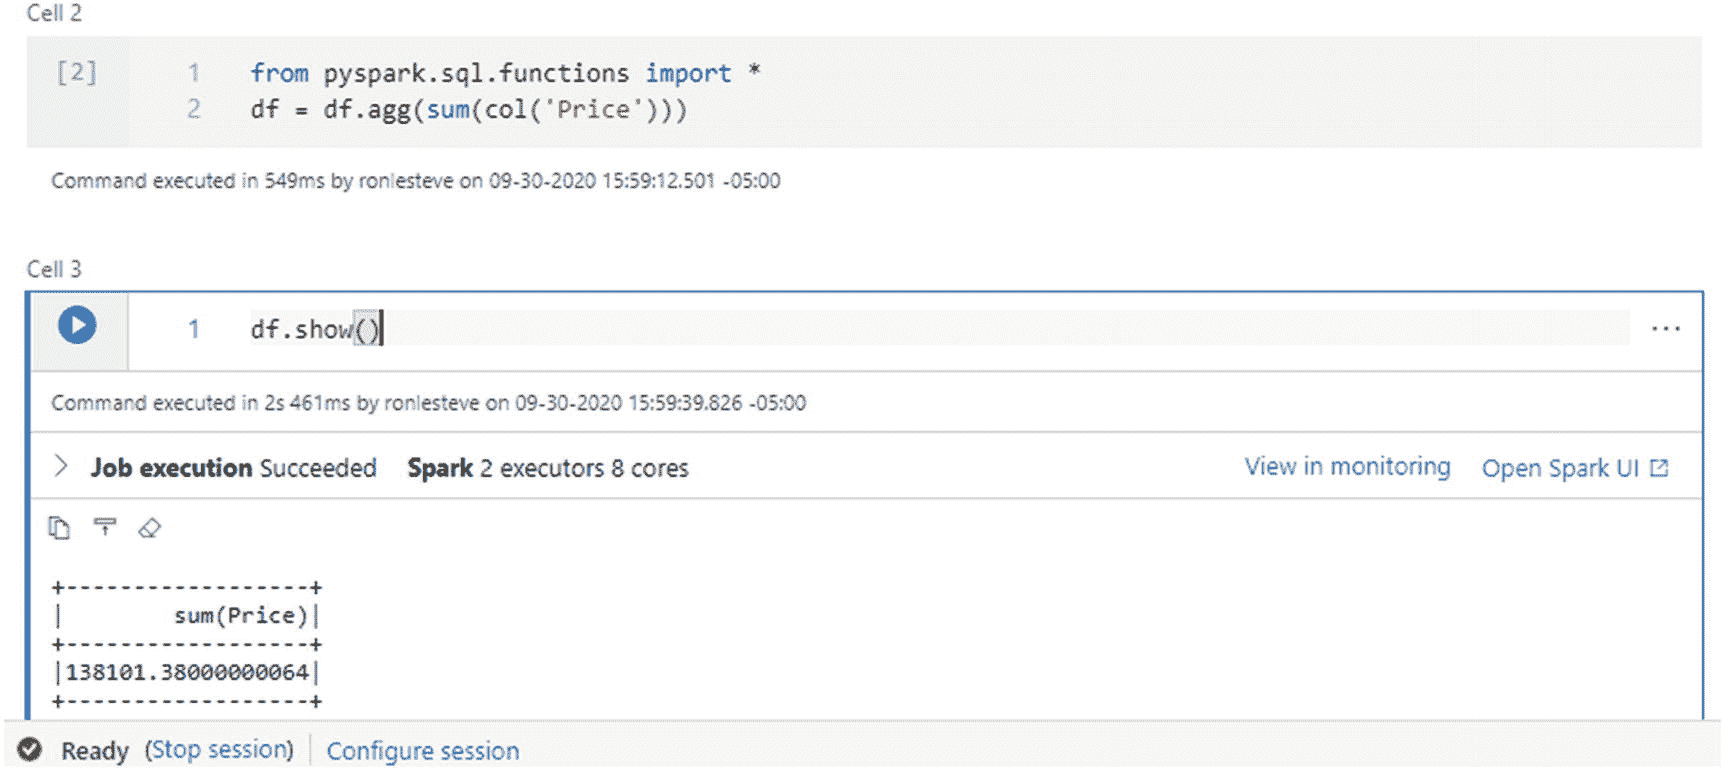 Cell 2
[2] 1 from pyspark.sql.functions import *
2 df = df.agg(sum(col('Price')))
Command executed in 549ms by ronlesteve on 09-30-2020 15:59:12.501 -05:00
Cell 3
1 df.show()
...
Command executed in 2s 461ms by ronlesteve on 09-30-2020 15:59:39.826 -05:00
Job execution Succeeded Spark 2 executors 8 cores View in monitoring Open Spark UI
+------------------+
|        sum(Price)|
+------------------+
|138101.38000000064|
+------------------+
Ready (Stop session) Configure session